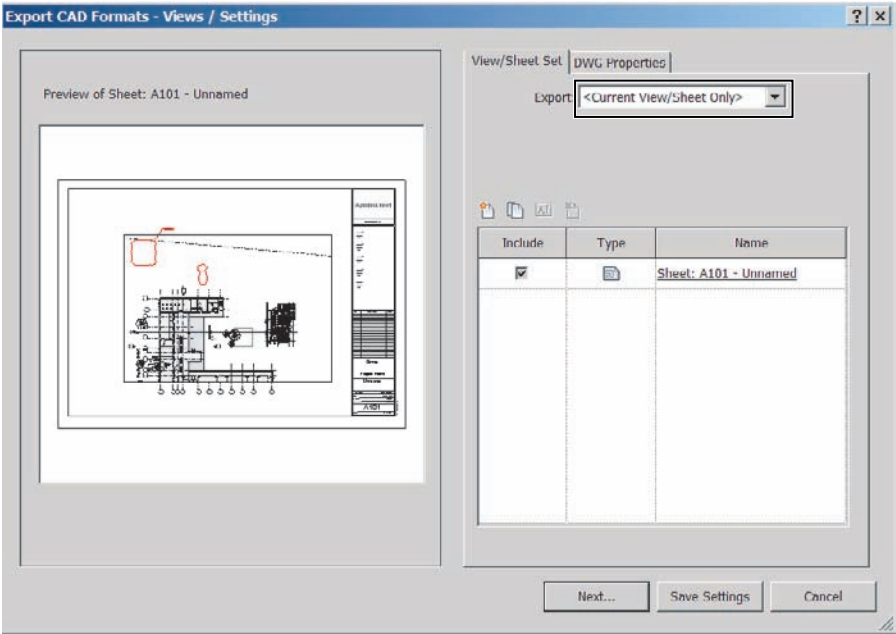 Export CAD Formats - Views / Settings
Preview of Sheet: A101 - Unnamed
View/Sheet Set
DWG Properties
Export
<Current View/Sheet Only>
Include Type Name
Sheet: A101 - Unnamed
A101
Next...
Save Settings
Cancel